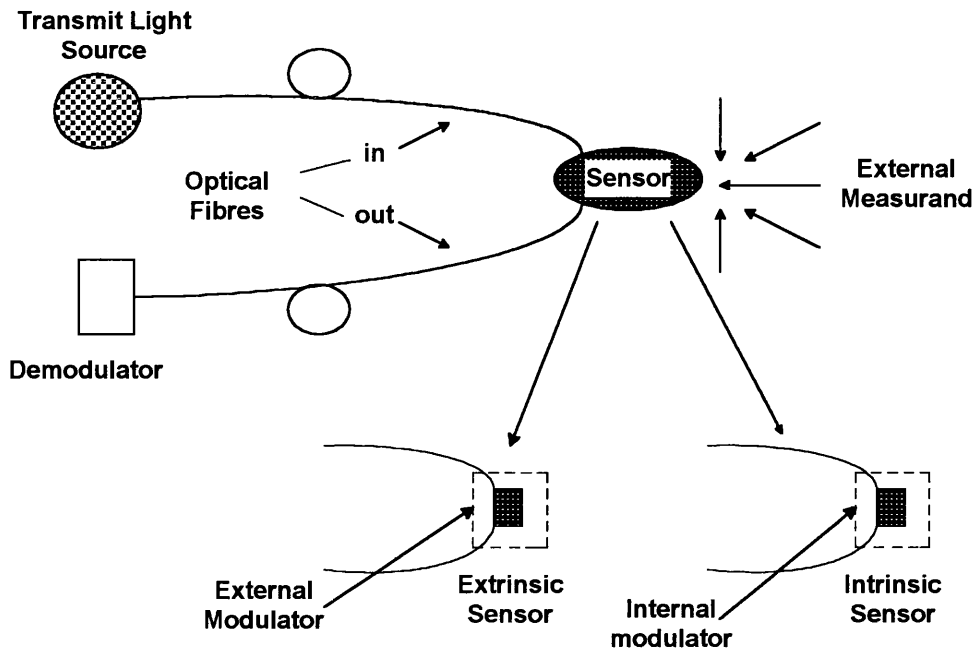 Transmit Light
Source
in
Optical
Fibres
out
Sensor
External
Measurand
Demodulator
External
Modulator
Extrinsic
Sensor
Internal
modulator
Intrinsic
Sensor